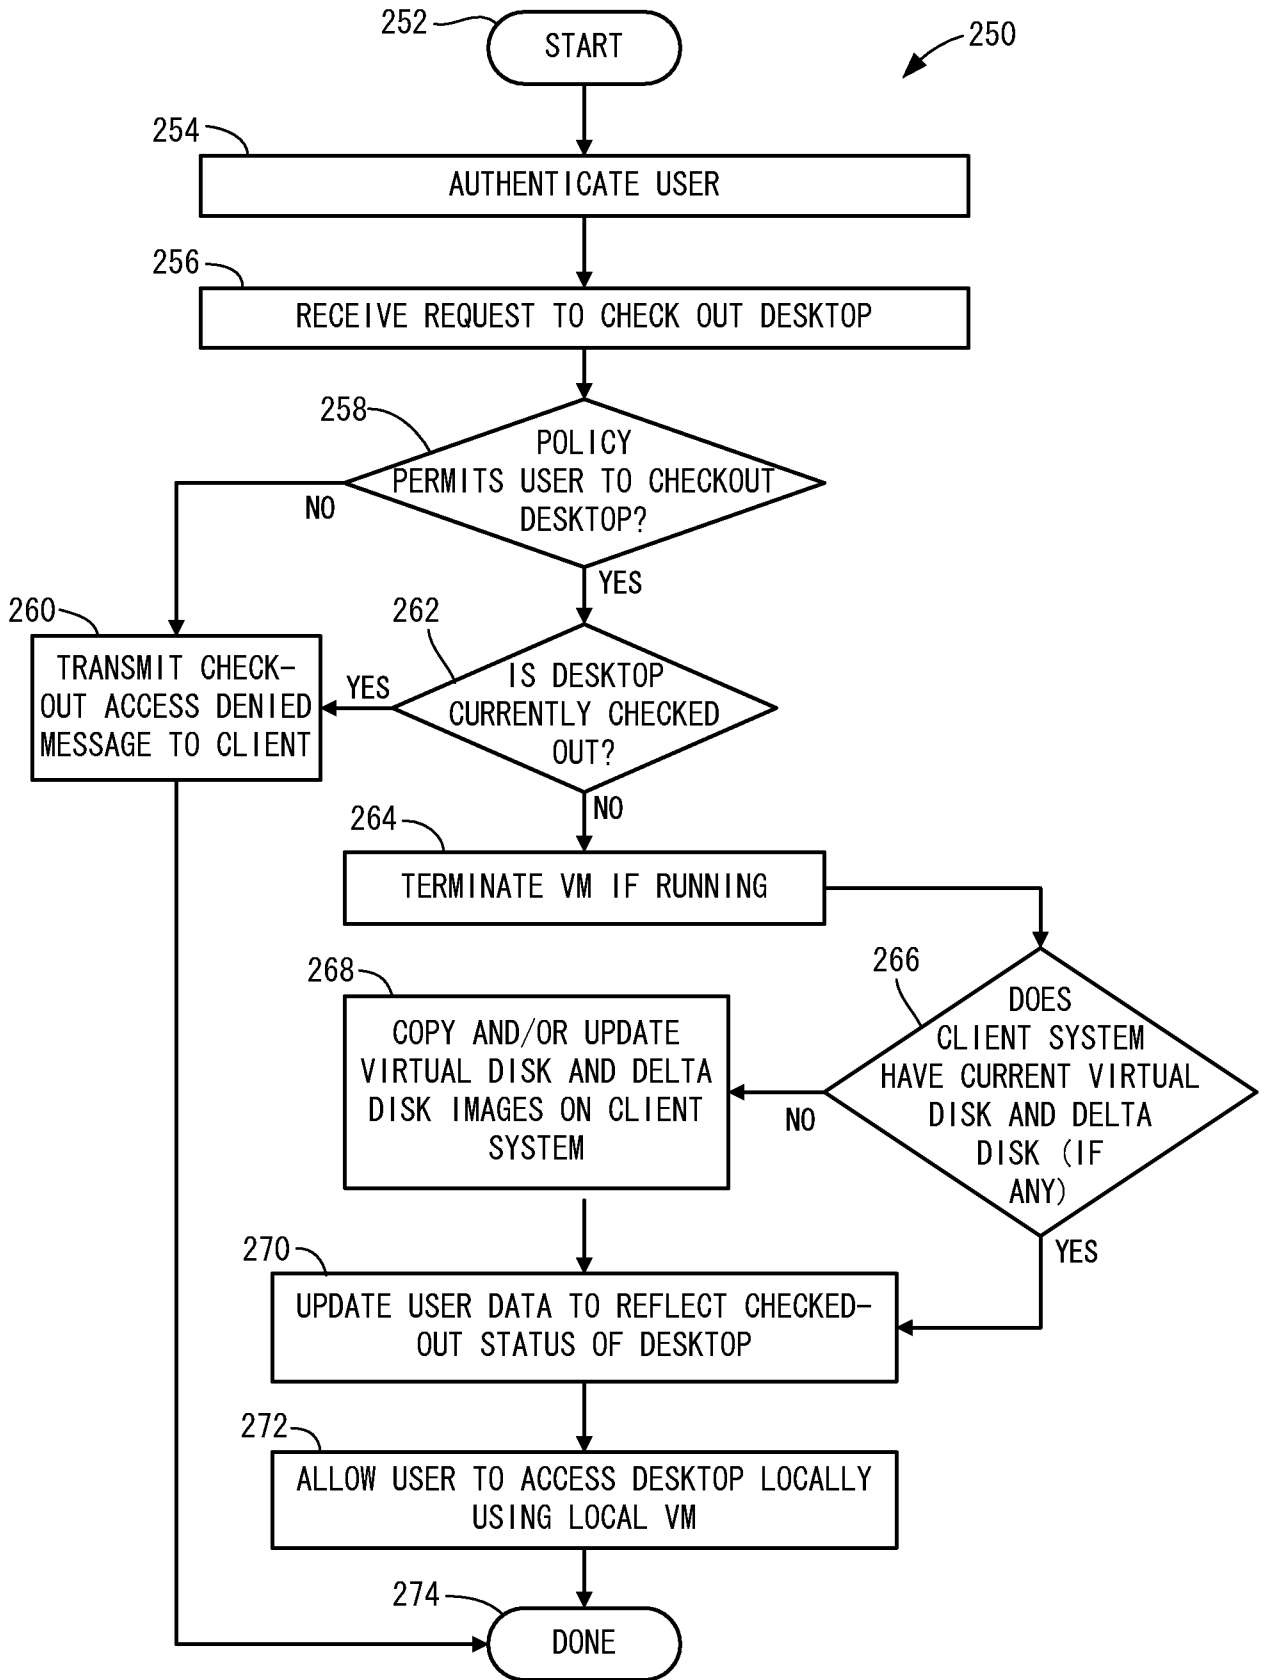 252
START
250
254
AUTHENTICATE USER
256
RECEIVE REQUEST TO CHECK OUT DESKTOP
258
POLICY
PERMITS USER TO CHECKOUT
DESKTOP?
NO
YES
260
TRANSMIT CHECK-
OUT ACCESS DENIED
MESSAGE TO CLIENT
262
YES
IS DESKTOP
CURRENTLY CHECKED
OUT?
NO
264
TERMINATE VM IF RUNNING
266
DOES
CLIENT SYSTEM
HAVE CURRENT VIRTUAL
DISK AND DELTA
DISK (IF
ANY)
NO
YES
268
COPY AND/OR UPDATE
VIRTUAL DISK AND DELTA
DISK IMAGES ON CLIENT
SYSTEM
270
UPDATE USER DATA TO REFLECT CHECKED-
OUT STATUS OF DESKTOP
272
ALLOW USER TO ACCESS DESKTOP LOCALLY
USING LOCAL VM
274
DONE